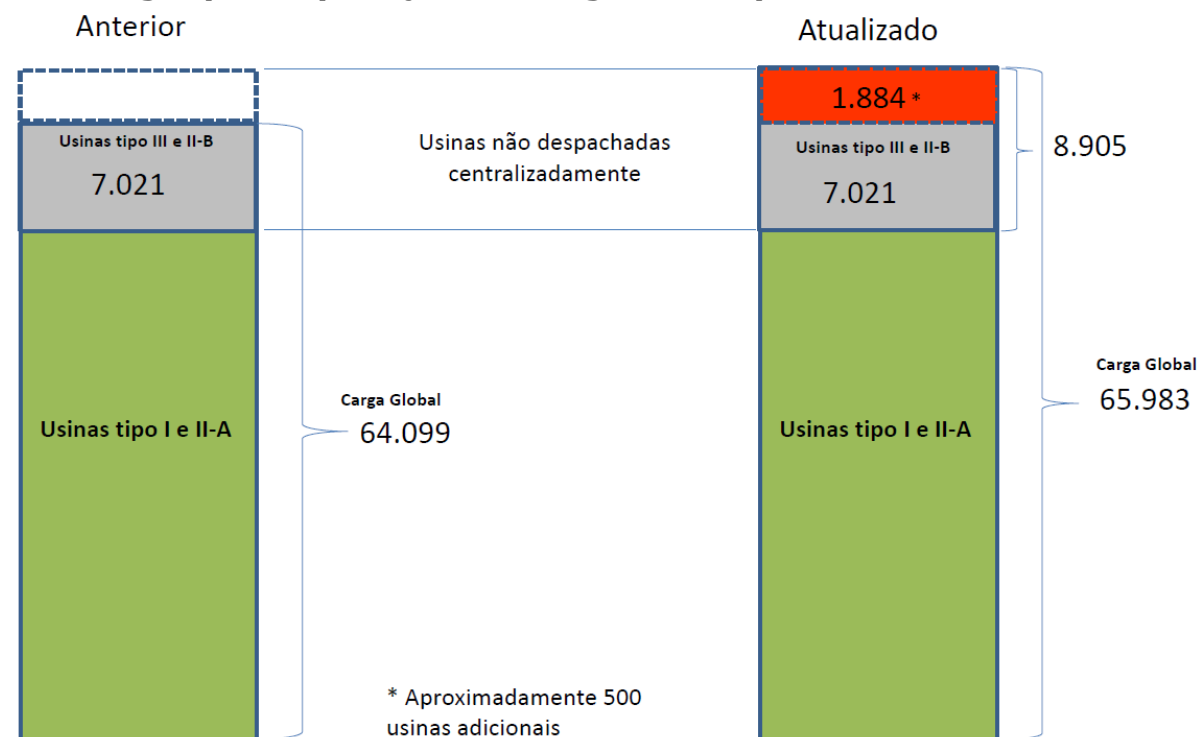 Anterior
Atualizado
1.884 *
Usinas tipo III e II-B
7.021
Usinas não despachadas
centralizadamente
Usinas tipo III e II-B
7.021
8.905
Carga Global
64.099
Carga Global
65.983
Usinas tipo I e II-A
Usinas tipo I e II-A
* Aproximadamente 500
usinas adicionais